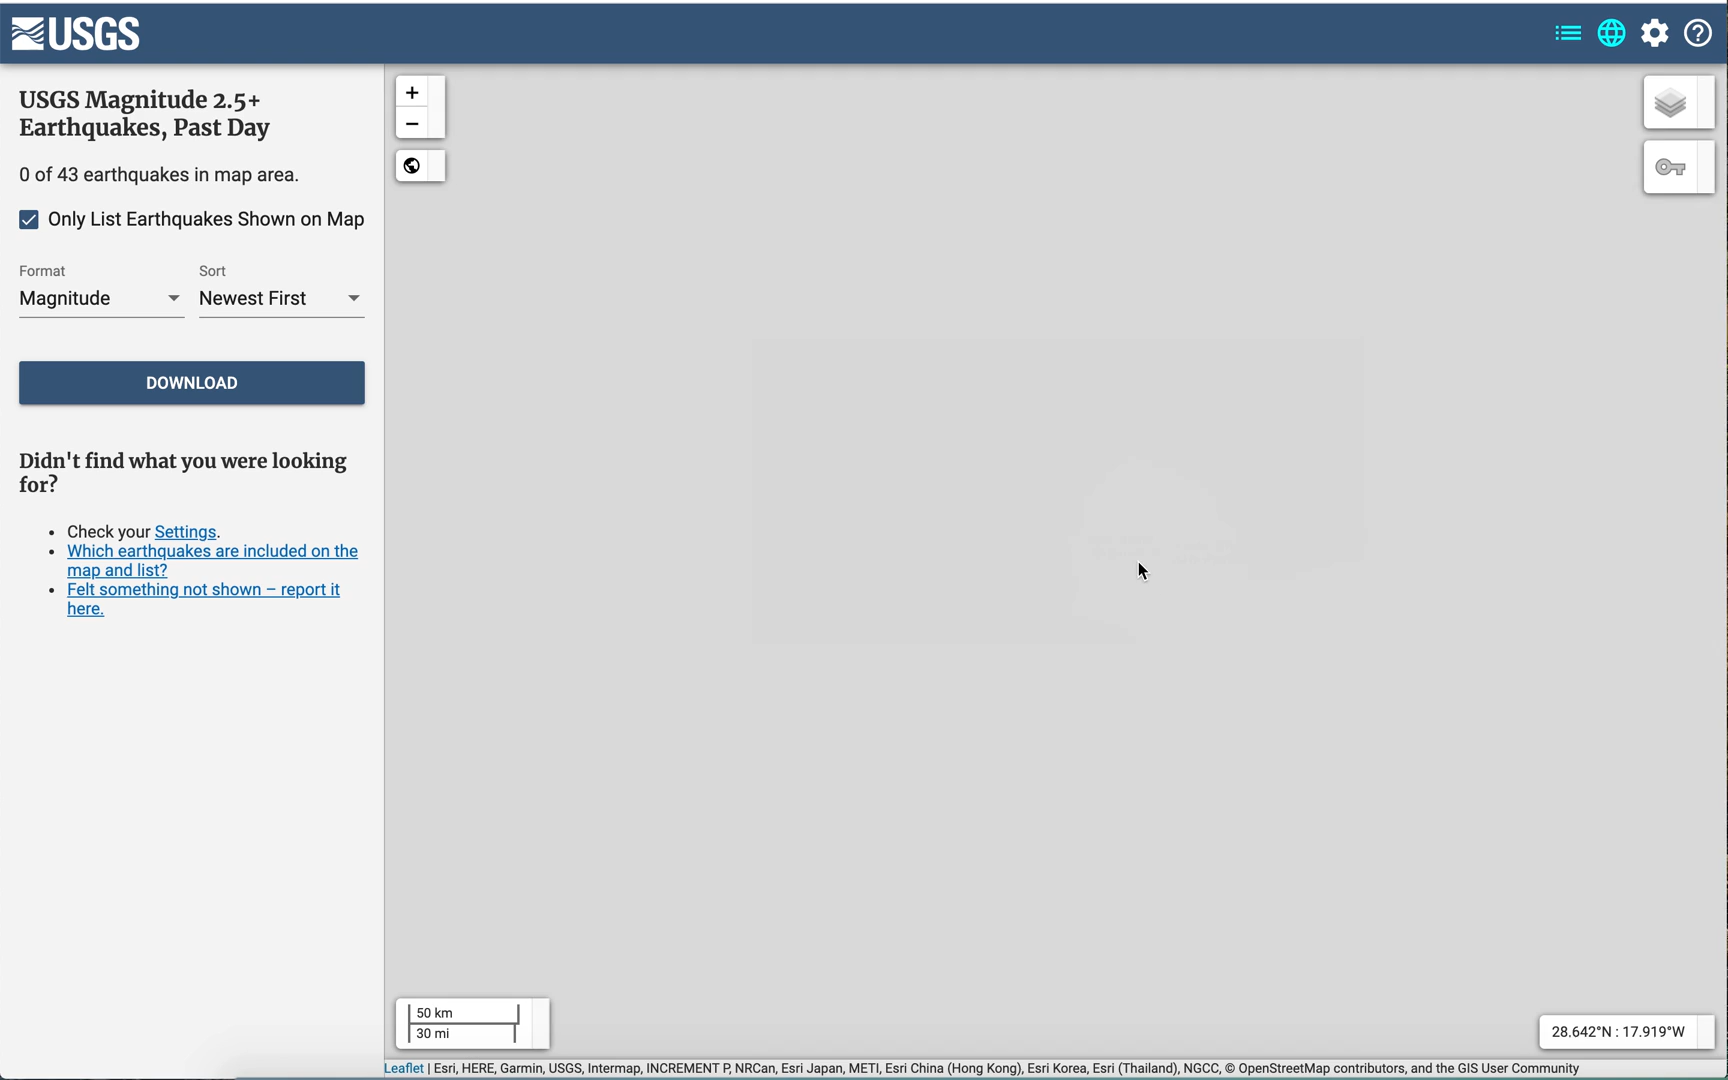 USGS
USGS Magnitude 2.5+
Earthquakes, Past Day
0 of 43 earthquakes in map area.
Only List Earthquakes Shown on Map
Format
Sort
Magnitude
Newest First
DOWNLOAD
Didn't find what you were looking
for?
Check your Settings.
Which earthquakes are included on the
map and list?
Felt something not shown – report it
here.
+
−
50 km
30 mi
28.642°N : 17.919°W
Leaflet | Esri, HERE, Garmin, USGS, Intermap, INCREMENT P, NRCan, Esri Japan, METI, Esri China (Hong Kong), Esri Korea, Esri (Thailand), NGCC, © OpenStreetMap contributors, and the GIS User Community